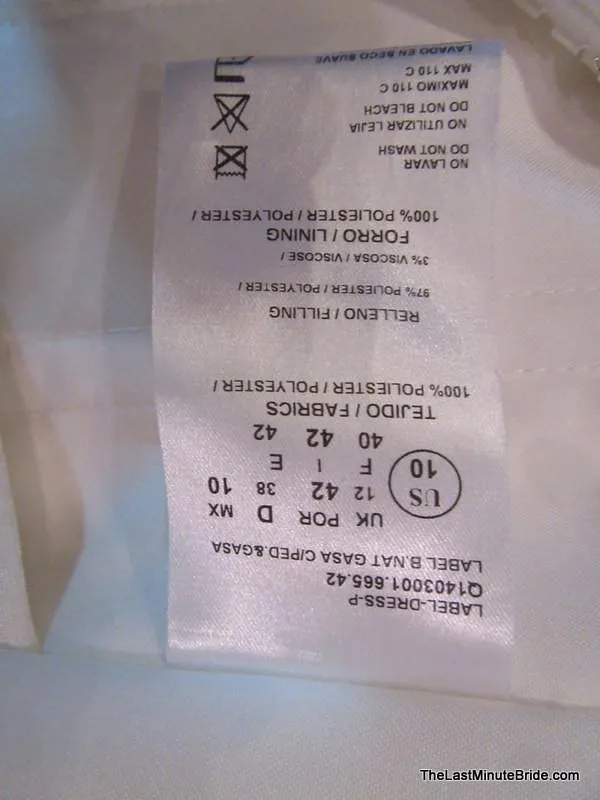 LABEL-DRESS-P
Q1403001.665.42
LABEL B.NAT GASA C/PED.&GASA
US 10
UK POR D MX
12 42 38 10
F I E
40 42 42
TEJIDO / FABRICS
100% POLIESTER / POLYESTER /
RELLENO / FILLING
97% POLIESTER / POLYESTER /
3% VISCOSA / VISCOSE /
FORRO / LINING
100% POLIESTER / POLYESTER /
NO LAVAR
DO NOT WASH
NO UTILIZAR LEJIA
DO NOT BLEACH
MAXIMO 110 C
MAX 110 C
LAVADO EN SECO SUAVE
TheLastMinuteBride.com